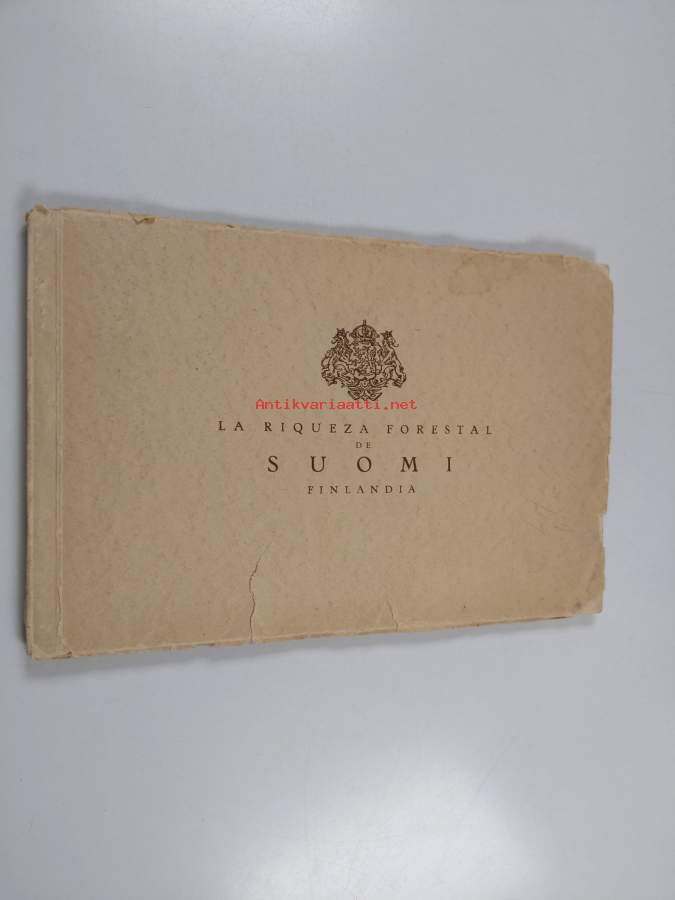 Antikvariaatti.net
LA RIQUEZA FORESTAL
DE
SUOMI
FINLANDIA